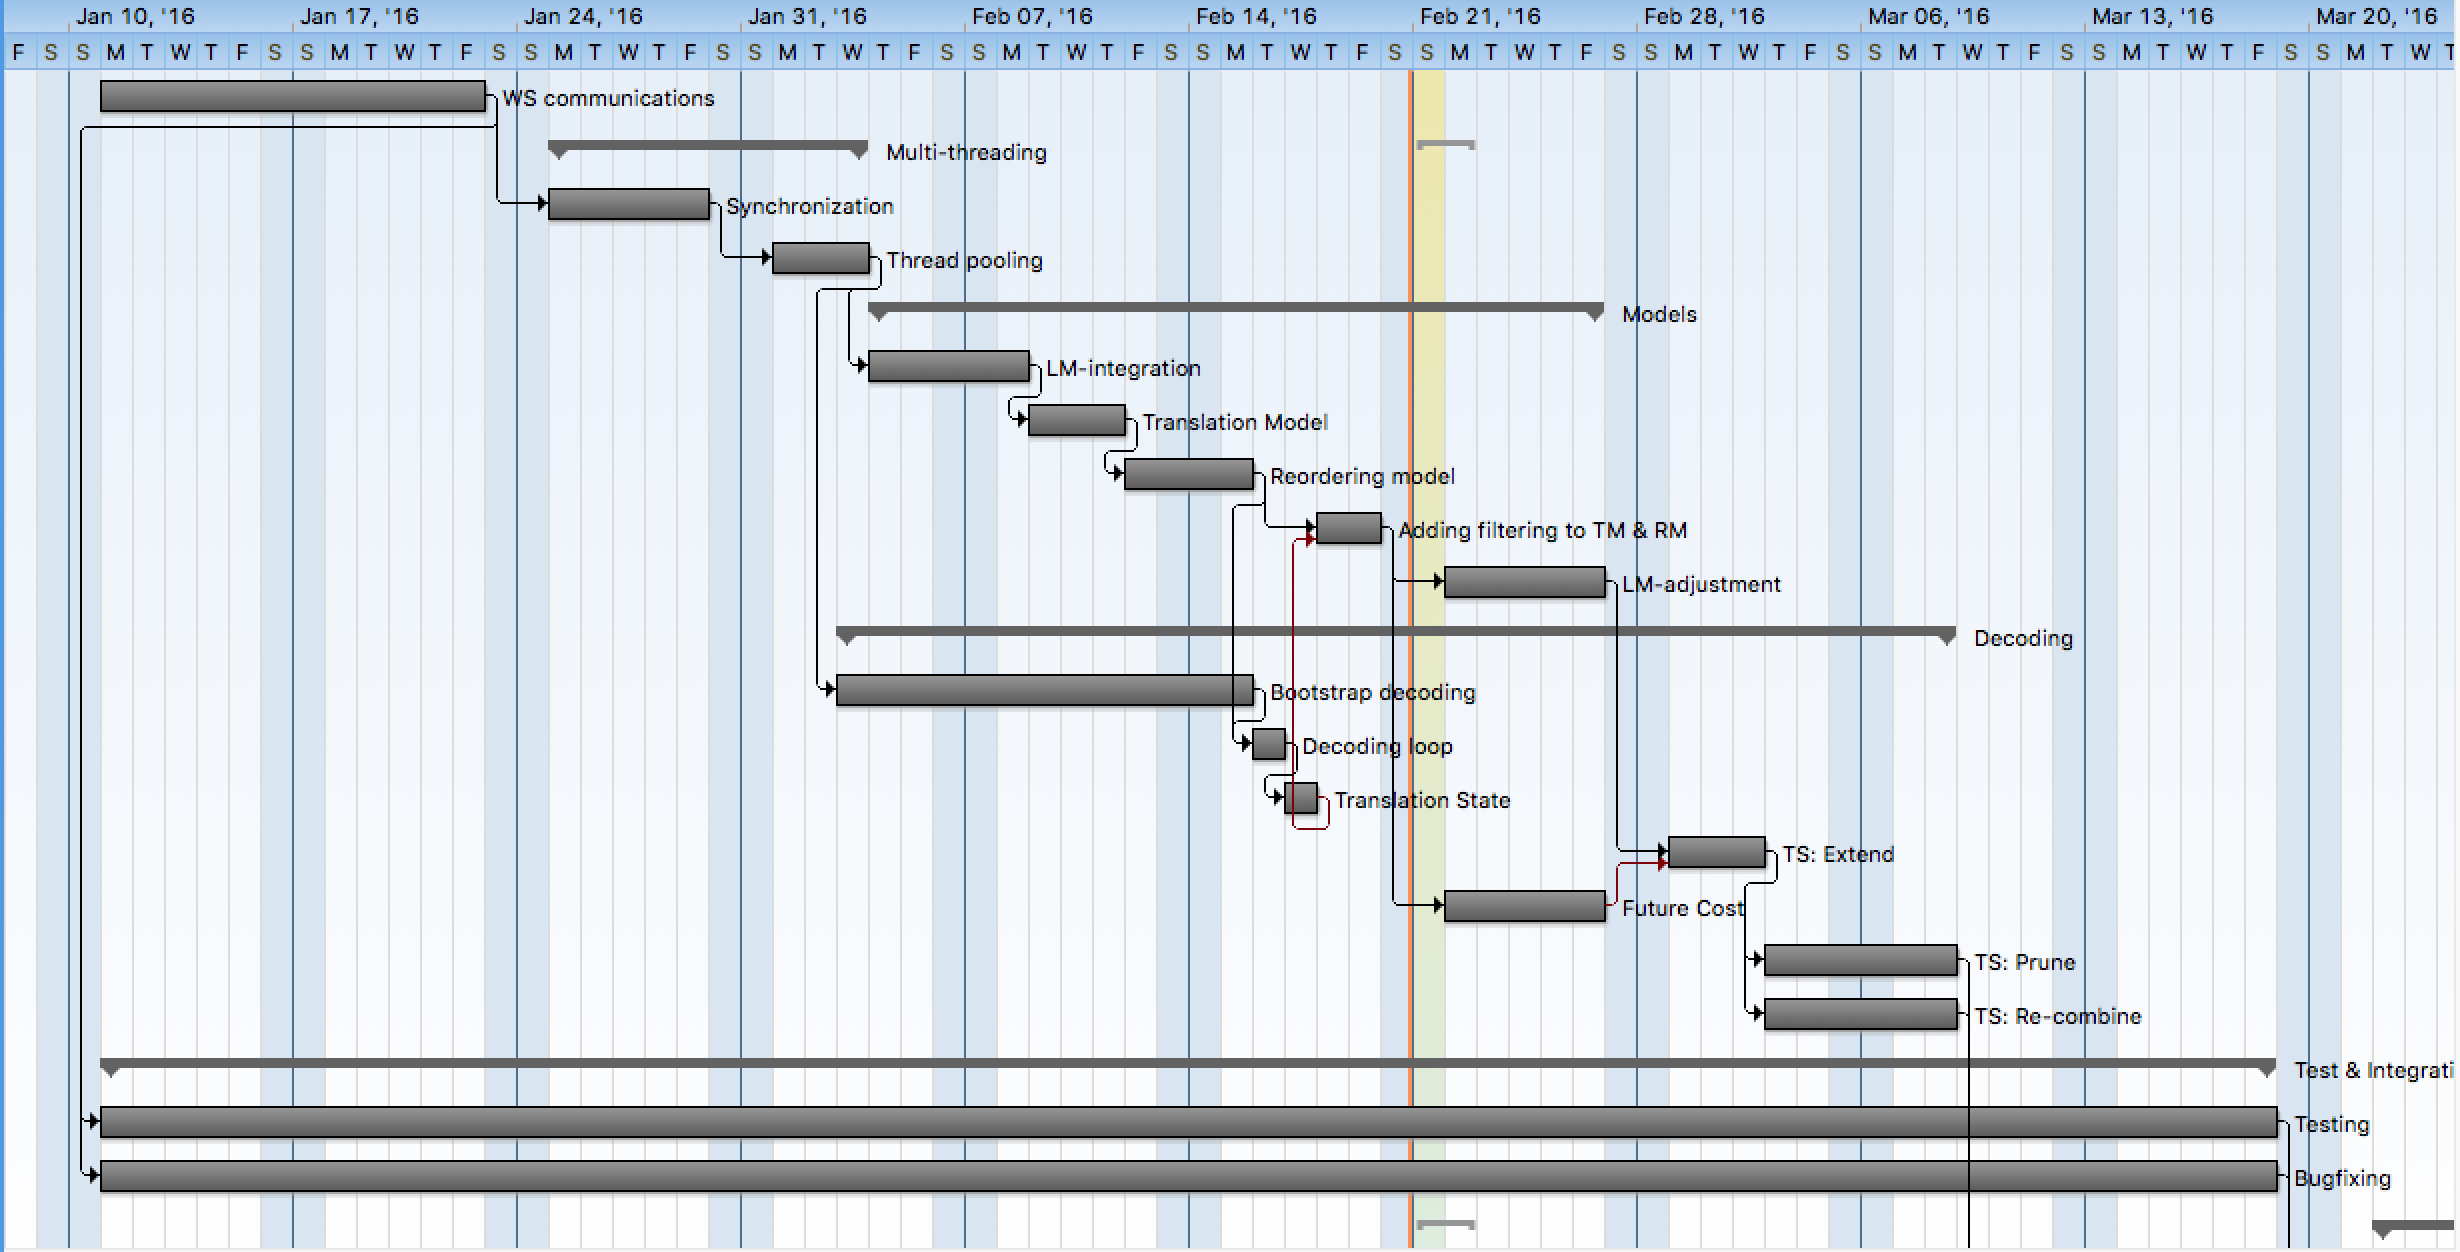 Jan 10, '16 Jan 17, '16 Jan 24, '16 Jan 31, '16 Feb 07, '16 Feb 14, '16 Feb 21, '16 Feb 28, '16 Mar 06, '16 Mar 13, '16 Mar 20, '16
F S S M T W T F S S M T W T F S S M T W T F S S M T W T F S S M T W T F S S M T W T F S S M T W T F S S M T W T F S S M T W T F S S M T W T F S S M T W T
WS communications
Multi-threading
Synchronization
Thread pooling
Models
LM-integration
Translation Model
Reordering model
Adding filtering to TM & RM
LM-adjustment
Decoding
Bootstrap decoding
Decoding loop
Translation State
TS: Extend
Future Cost
TS: Prune
TS: Re-combine
Test & Integrati
Testing
Bugfixing